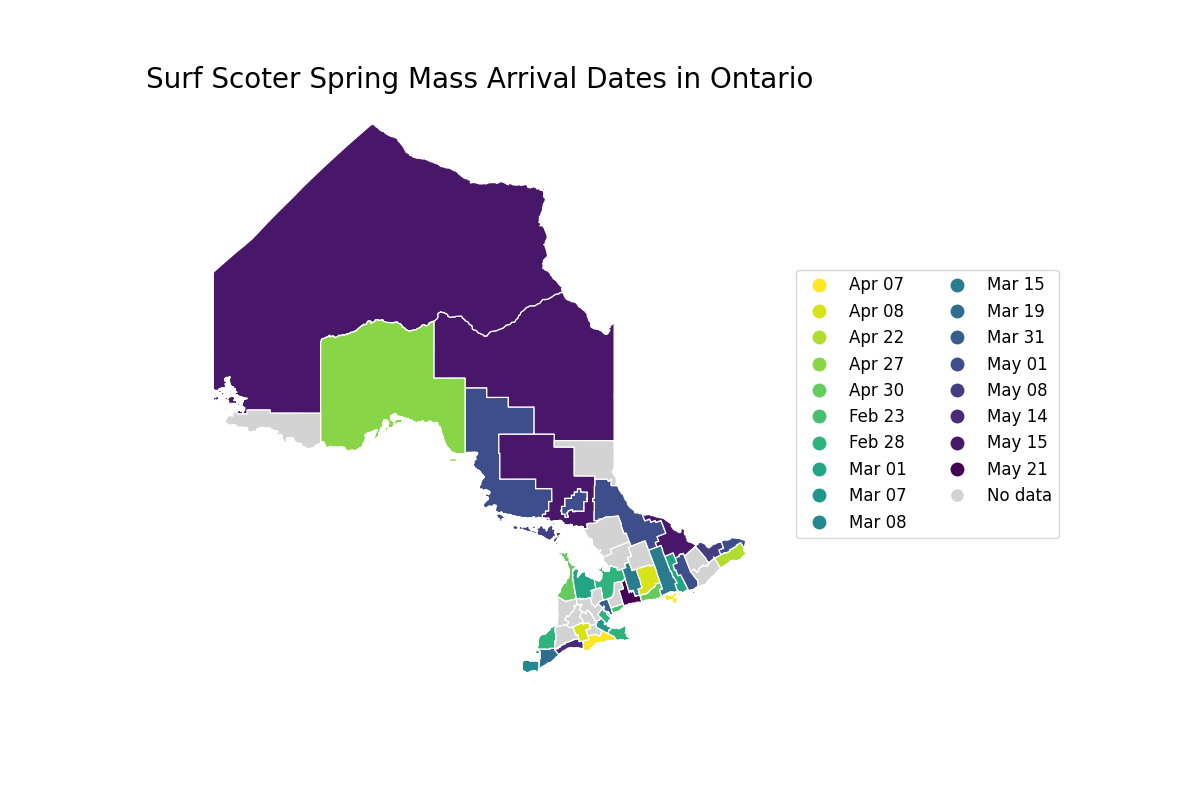 Surf Scoter Spring Mass Arrival Dates in Ontario
Apr 07
Apr 08
Apr 22
Apr 27
Apr 30
Feb 23
Feb 28
Mar 01
Mar 07
Mar 08
Mar 15
Mar 19
Mar 31
May 01
May 08
May 14
May 15
May 21
No data